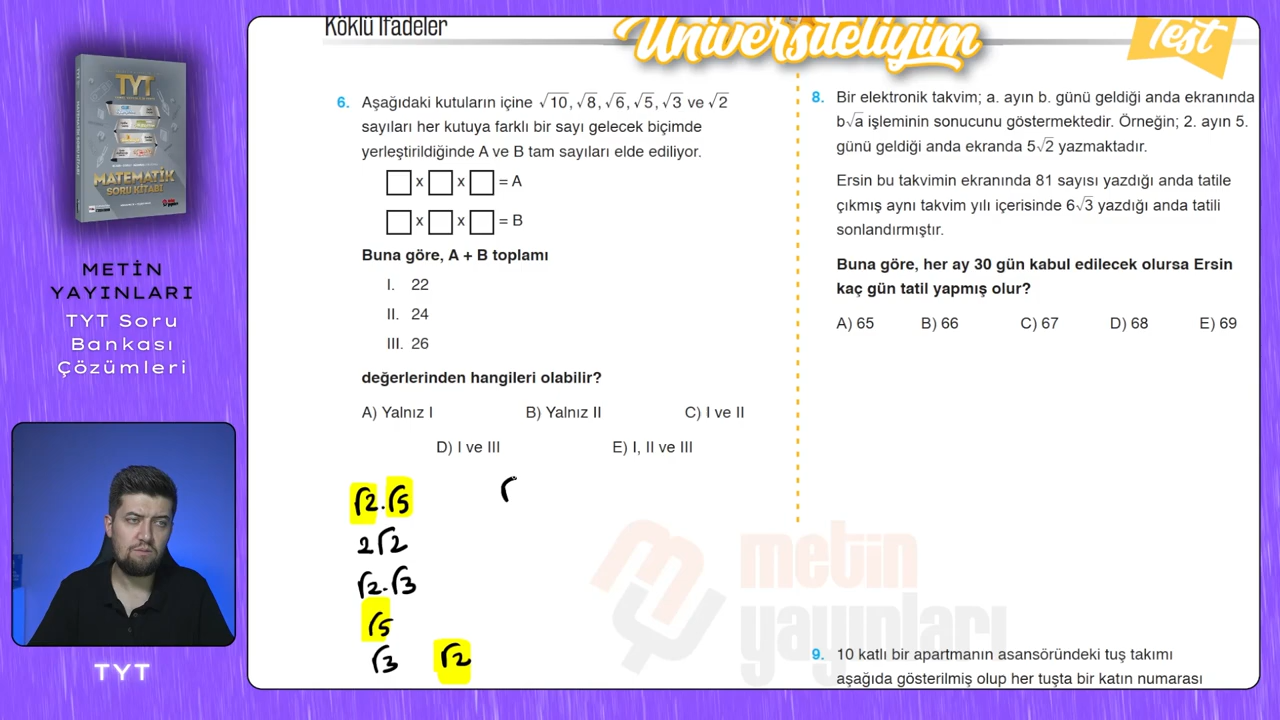 TYT
MATEMATİK
SORU KİTABI
METİN
YAYINLARI
TYT Soru
Bankası
Çözümleri
TYT
Köklü İfadeler
Üniversiteliyim
Test
6. Aşağıdaki kutuların içine √10, √8, √6, √5, √3 ve √2
sayıları her kutuya farklı bir sayı gelecek biçimde
yerleştirildiğinde A ve B tam sayıları elde ediliyor.
□ x □ x □ = A
□ x □ x □ = B
Buna göre, A + B toplamı
I. 22
II. 24
III. 26
değerlerinden hangileri olabilir?
A) Yalnız I B) Yalnız II C) I ve II
D) I ve III E) I, II ve III
√2.√5
2√2
√2.√3
√5
√3 √2
√
8. Bir elektronik takvim; a. ayın b. günü geldiği anda ekranında
b√a işleminin sonucunu göstermektedir. Örneğin; 2. ayın 5.
günü geldiği anda ekranda 5√2 yazmaktadır.
Ersin bu takvimin ekranında 81 sayısı yazdığı anda tatile
çıkmış aynı takvim yılı içerisinde 6√3 yazdığı anda tatili
sonlandırmıştır.
Buna göre, her ay 30 gün kabul edilecek olursa Ersin
kaç gün tatil yapmış olur?
A) 65 B) 66 C) 67 D) 68 E) 69
metin
yayınları
9. 10 katlı bir apartmanın asansöründeki tuş takımı
aşağıda gösterilmiş olup her tuşta bir katın numarası